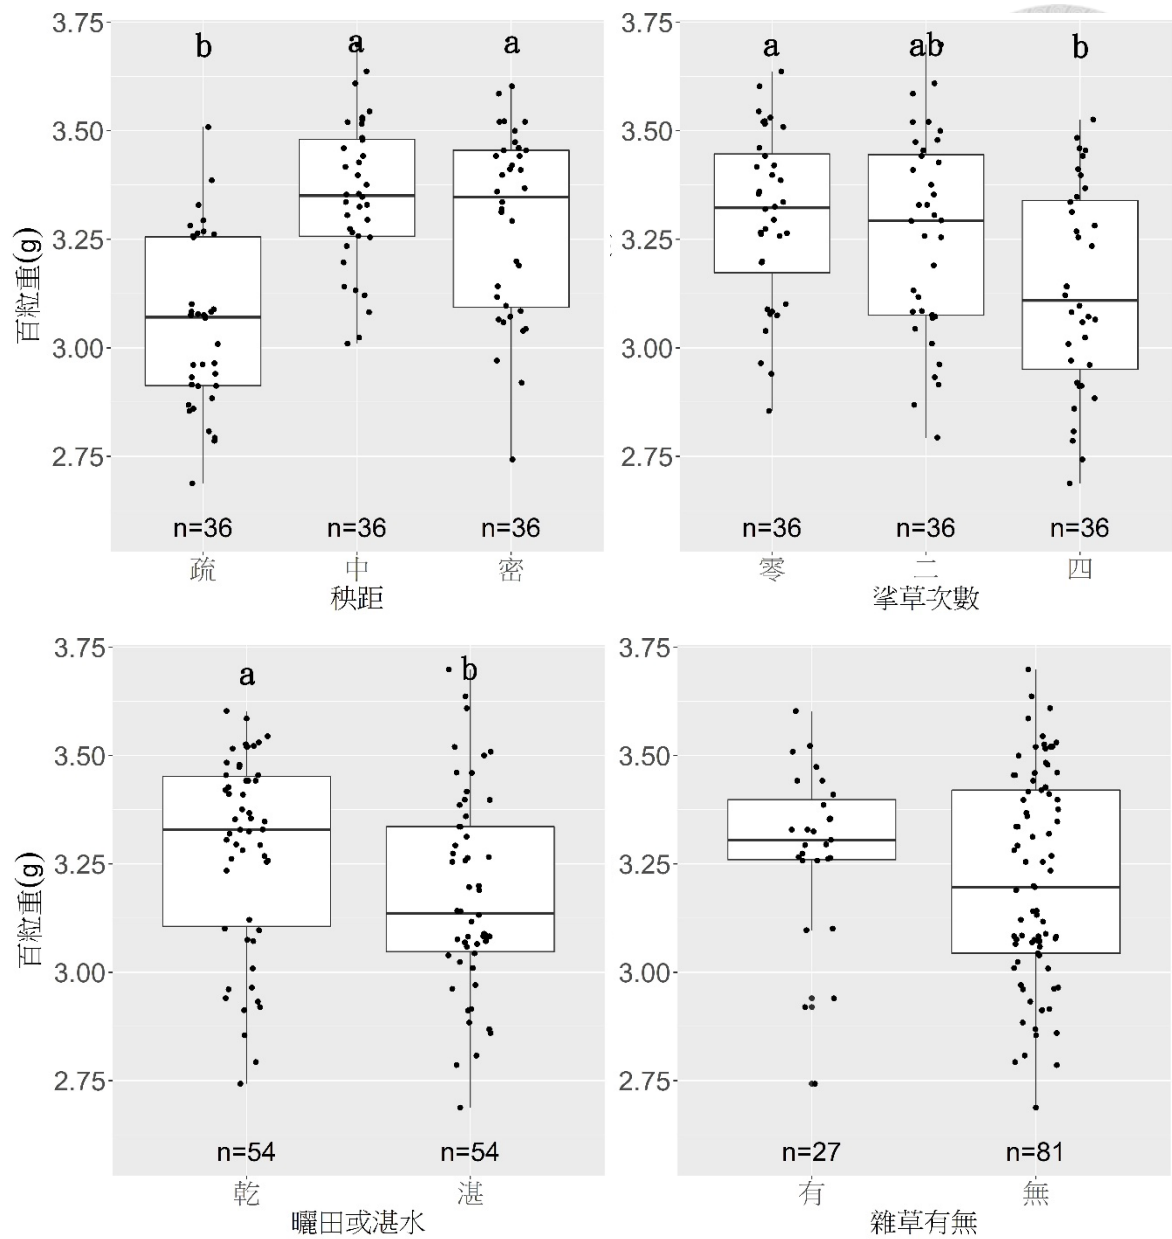 3.75
3.50
3.25
3.00
2.75
百粒重(g)
b
a
a
n=36
n=36
n=36
疏
中
密
秧距
3.75
3.50
3.25
3.00
2.75
a
ab
b
n=36
n=36
n=36
零
二
四
挲草次數
3.75
3.50
3.25
3.00
2.75
百粒重(g)
a
b
n=54
n=54
乾
湛
曬田或湛水
3.75
3.50
3.25
3.00
2.75
n=27
n=81
有
無
雜草有無